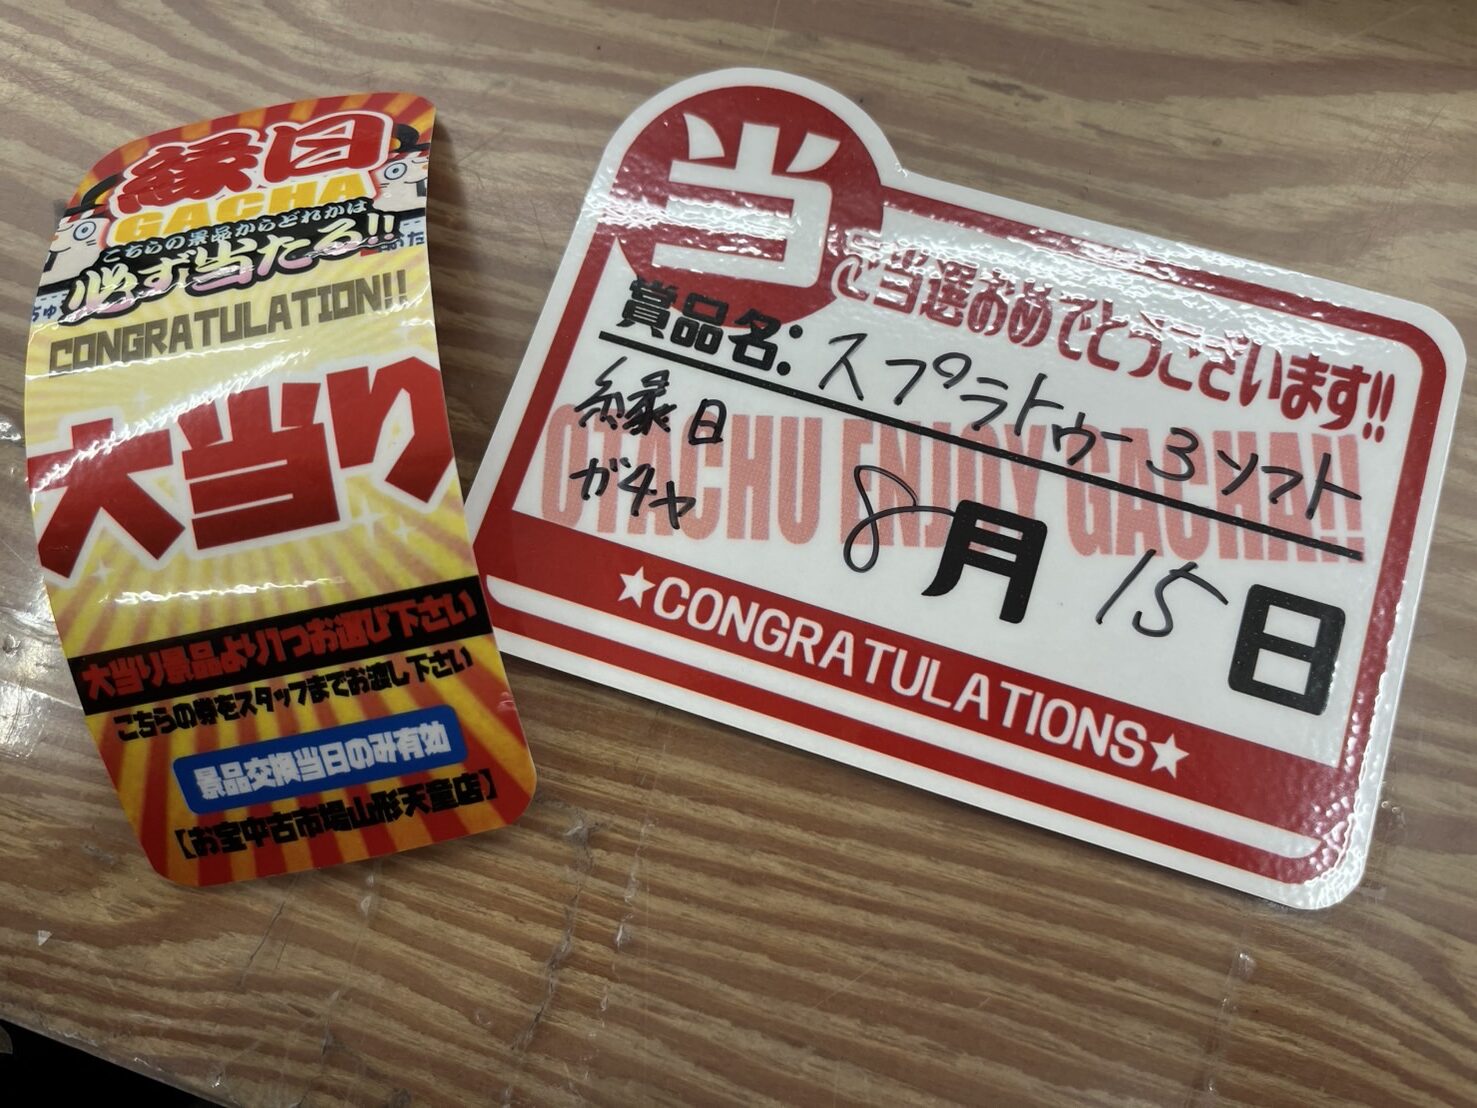 縁日
GACHA
こちらの景品からどれかは
必ず当たる!!
CONGRATULATION!!
大当り
大当り景品より1つお選び下さい
こちらの券をスタッフまでお渡し下さい
景品交換当日のみ有効
【お宝中古市場山形天童店】
当
ご当選おめでとうございます!!
賞品名:スプラトゥー3ソフト
縁日
ガチャ
OTACHU ENJOY GACHA!!
8月15日
★CONGRATULATIONS★